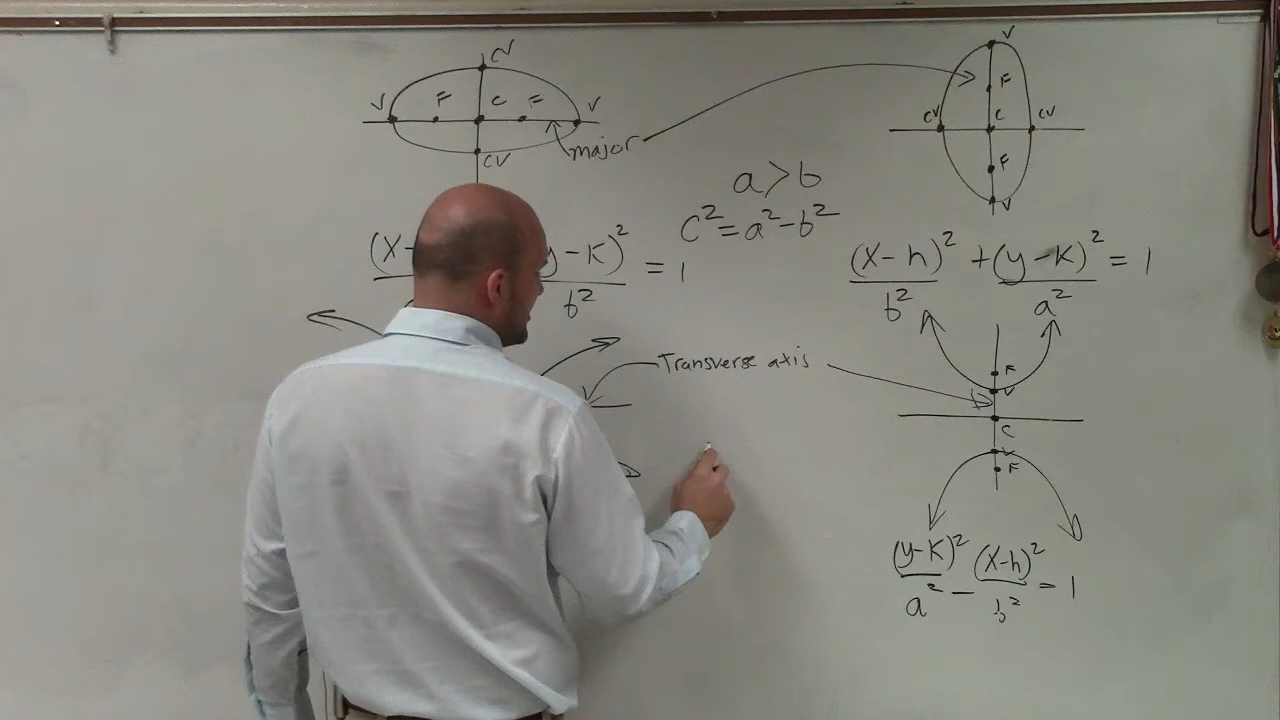 CV
V F C F V
CV
major
V
F
CV C CV
F
V
a>b
c²=a²-b²
(x- y-k)² = 1
b²
(x-h)² + (y-k)² = 1
b² a²
Transverse axis
F
V
C
V
F
(y-k)² (x-h)²
a² - b² = 1